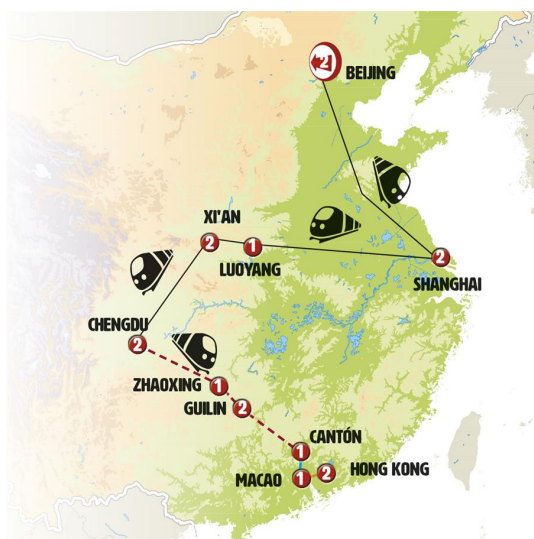 2
BEIJING
XI'AN
2
1
LUOYANG
2
SHANGHAI
CHENGDU
2
ZHAOXING
1
GUILIN
2
CANTÓN
1
MACAO
1
2
HONG KONG